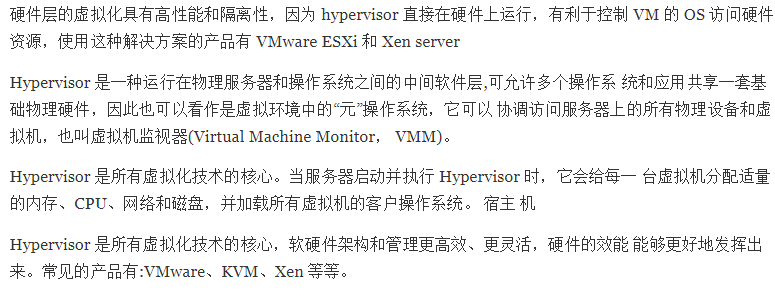 硬件层的虚拟化具有高性能和隔离性，因为 hypervisor 直接在硬件上运行，有利于控制 VM 的 OS 访问硬件
资源，使用这种解决方案的产品有 VMware ESXi 和 Xen server
Hypervisor 是一种运行在物理服务器和操作系统之间的中间软件层,可允许多个操作系 统和应用共享一套基
础物理硬件，因此也可以看作是虚拟环境中的“元”操作系统，它可以 协调访问服务器上的所有物理设备和虚
拟机，也叫虚拟机监视器(Virtual Machine Monitor， VMM)。
Hypervisor 是所有虚拟化技术的核心。当服务器启动并执行 Hypervisor 时，它会给每一 台虚拟机分配适量
的内存、CPU、网络和磁盘，并加载所有虚拟机的客户操作系统。 宿主 机
Hypervisor 是所有虚拟化技术的核心，软硬件架构和管理更高效、更灵活，硬件的效能 能够更好地发挥出
来。常见的产品有:VMware、KVM、Xen 等等。